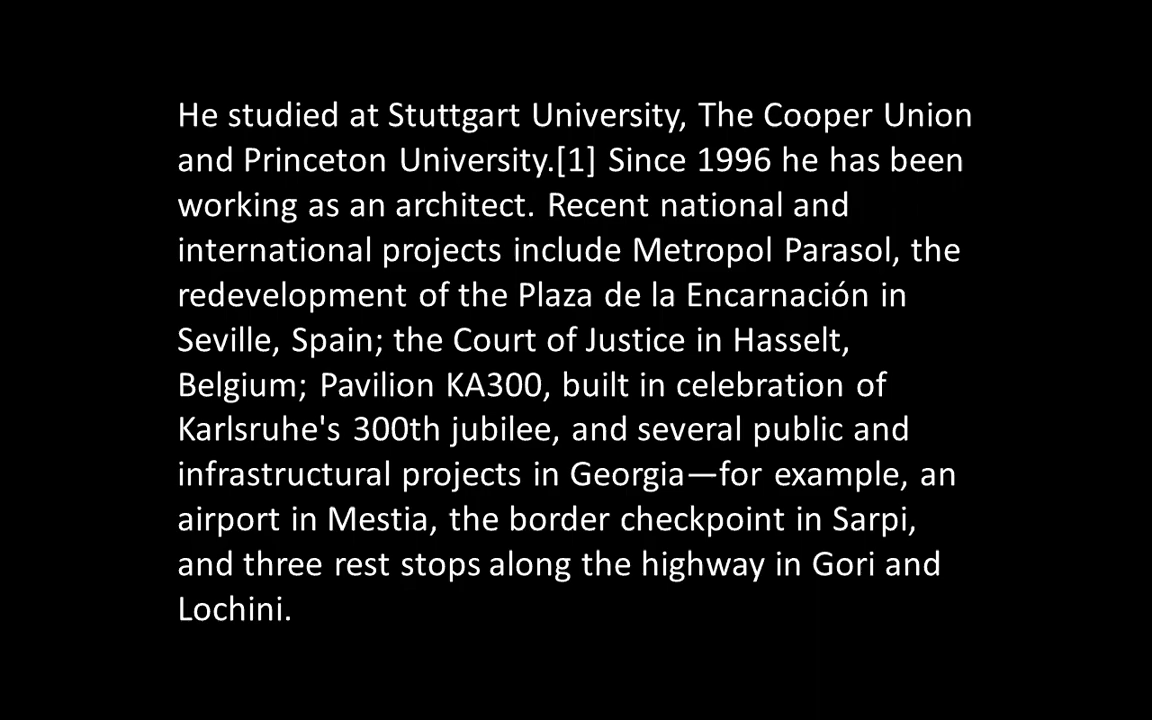 He studied at Stuttgart University, The Cooper Union
and Princeton University.[1] Since 1996 he has been
working as an architect. Recent national and
international projects include Metropol Parasol, the
redevelopment of the Plaza de la Encarnación in
Seville, Spain; the Court of Justice in Hasselt,
Belgium; Pavilion KA300, built in celebration of
Karlsruhe's 300th jubilee, and several public and
infrastructural projects in Georgia—for example, an
airport in Mestia, the border checkpoint in Sarpi,
and three rest stops along the highway in Gori and
Lochini.